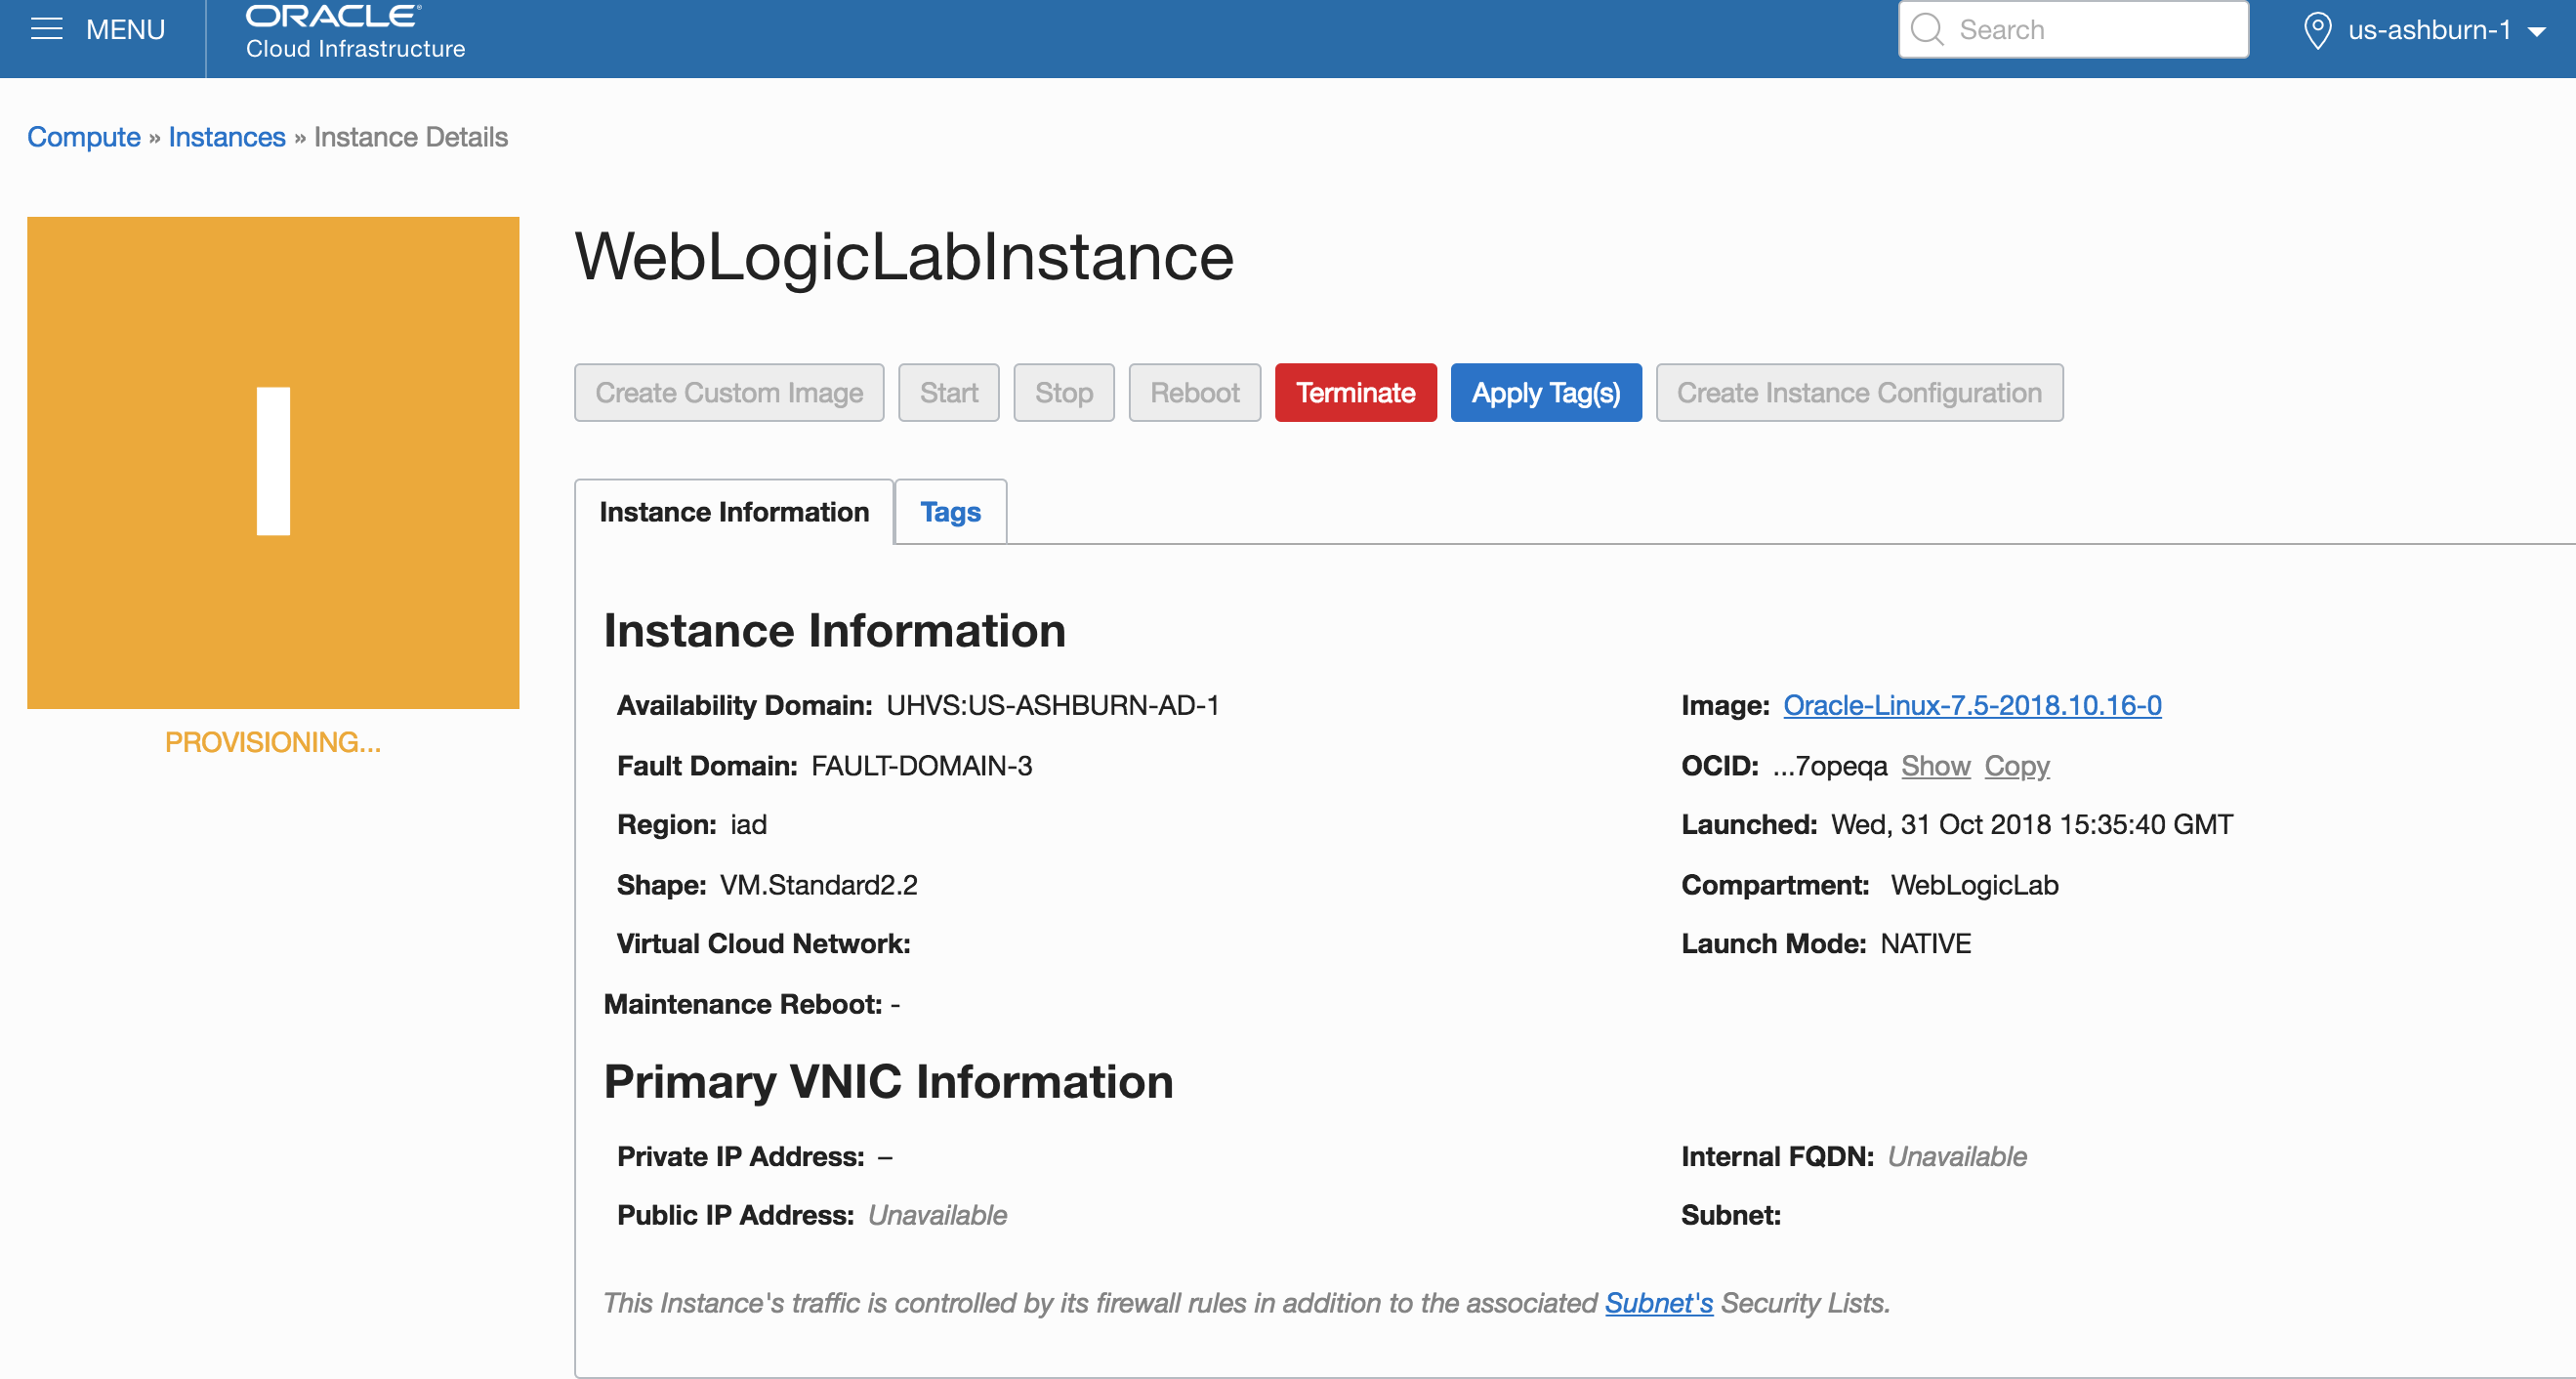 MENU
ORACLE
Cloud Infrastructure
Search
us-ashburn-1
Compute » Instances » Instance Details
I
PROVISIONING...
WebLogicLabInstance
Create Custom Image Start Stop Reboot Terminate Apply Tag(s) Create Instance Configuration
Instance Information Tags
Instance Information
Availability Domain: UHVS:US-ASHBURN-AD-1
Fault Domain: FAULT-DOMAIN-3
Region: iad
Shape: VM.Standard2.2
Virtual Cloud Network:
Maintenance Reboot: -
Image: Oracle-Linux-7.5-2018.10.16-0
OCID: ...7opeqa Show Copy
Launched: Wed, 31 Oct 2018 15:35:40 GMT
Compartment: WebLogicLab
Launch Mode: NATIVE
Primary VNIC Information
Private IP Address: –
Public IP Address: Unavailable
Internal FQDN: Unavailable
Subnet:
This Instance's traffic is controlled by its firewall rules in addition to the associated Subnet's Security Lists.